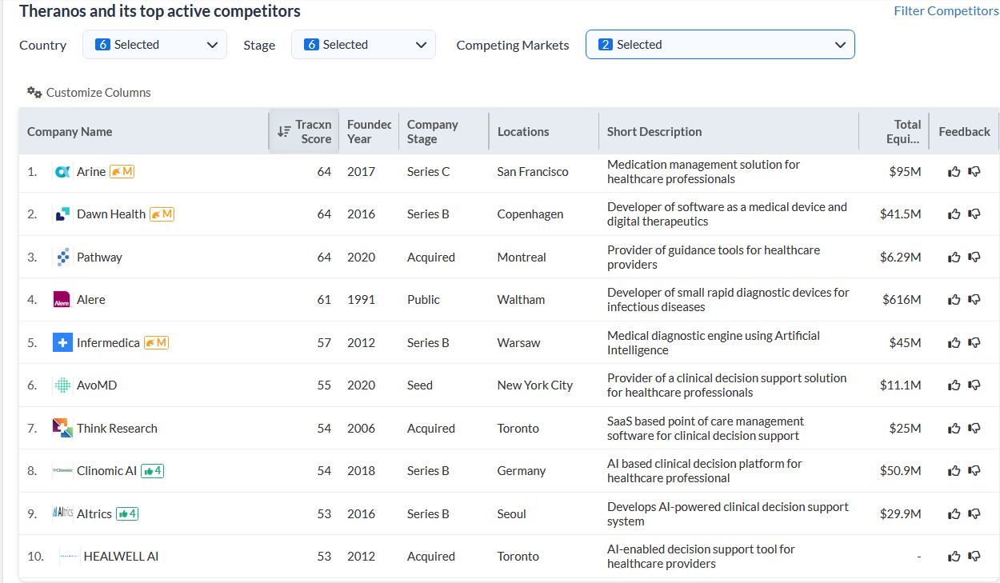 Theranos and its top active competitors
Filter Competitors
Country 6 Selected Stage 6 Selected Competing Markets 2 Selected
Customize Columns
Company Name Tracxn Score Founded Year Company Stage Locations Short Description Total Equi... Feedback
1. Arine M 64 2017 Series C San Francisco Medication management solution for healthcare professionals $95M
2. Dawn Health M 64 2016 Series B Copenhagen Developer of software as a medical device and digital therapeutics $41.5M
3. Pathway 64 2020 Acquired Montreal Provider of guidance tools for healthcare providers $6.29M
4. Alere Alere 61 1991 Public Waltham Developer of small rapid diagnostic devices for infectious diseases $616M
5. Infermedica M 57 2012 Series B Warsaw Medical diagnostic engine using Artificial Intelligence $45M
6. AvoMD 55 2020 Seed New York City Provider of a clinical decision support solution for healthcare professionals $11.1M
7. Think Research 54 2006 Acquired Toronto SaaS based point of care management software for clinical decision support $25M
8. Clinomic AI 4 54 2018 Series B Germany AI based clinical decision platform for healthcare professional $50.9M
9. AItrics AItrics 4 53 2016 Series B Seoul Develops AI-powered clinical decision support system $29.9M
10. HEALWELL AI 53 2012 Acquired Toronto AI-enabled decision support tool for healthcare providers -